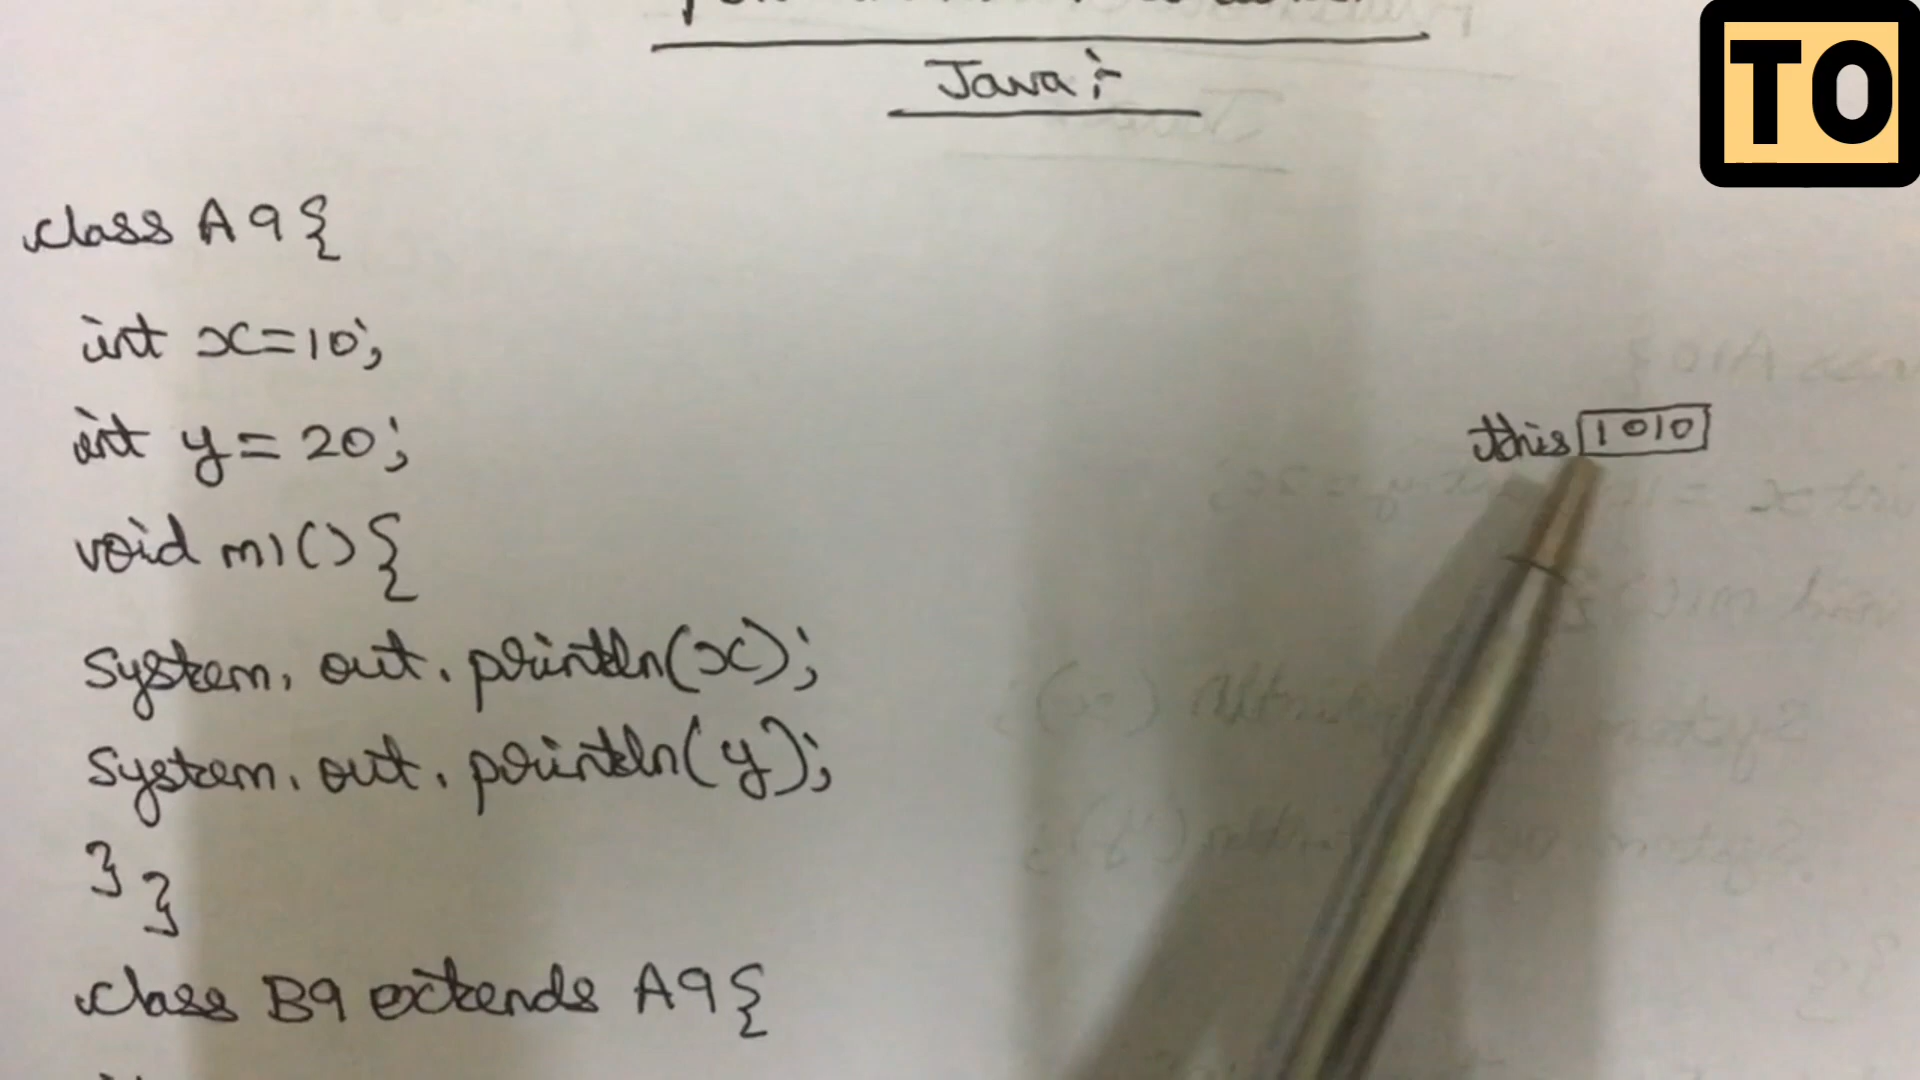 Java :-
TO
class A9{
int x=10;
int y=20;
this 1010
void m1(){
system.out.println(x);
system.out.println(y);
}
}
class B9 extends A9{